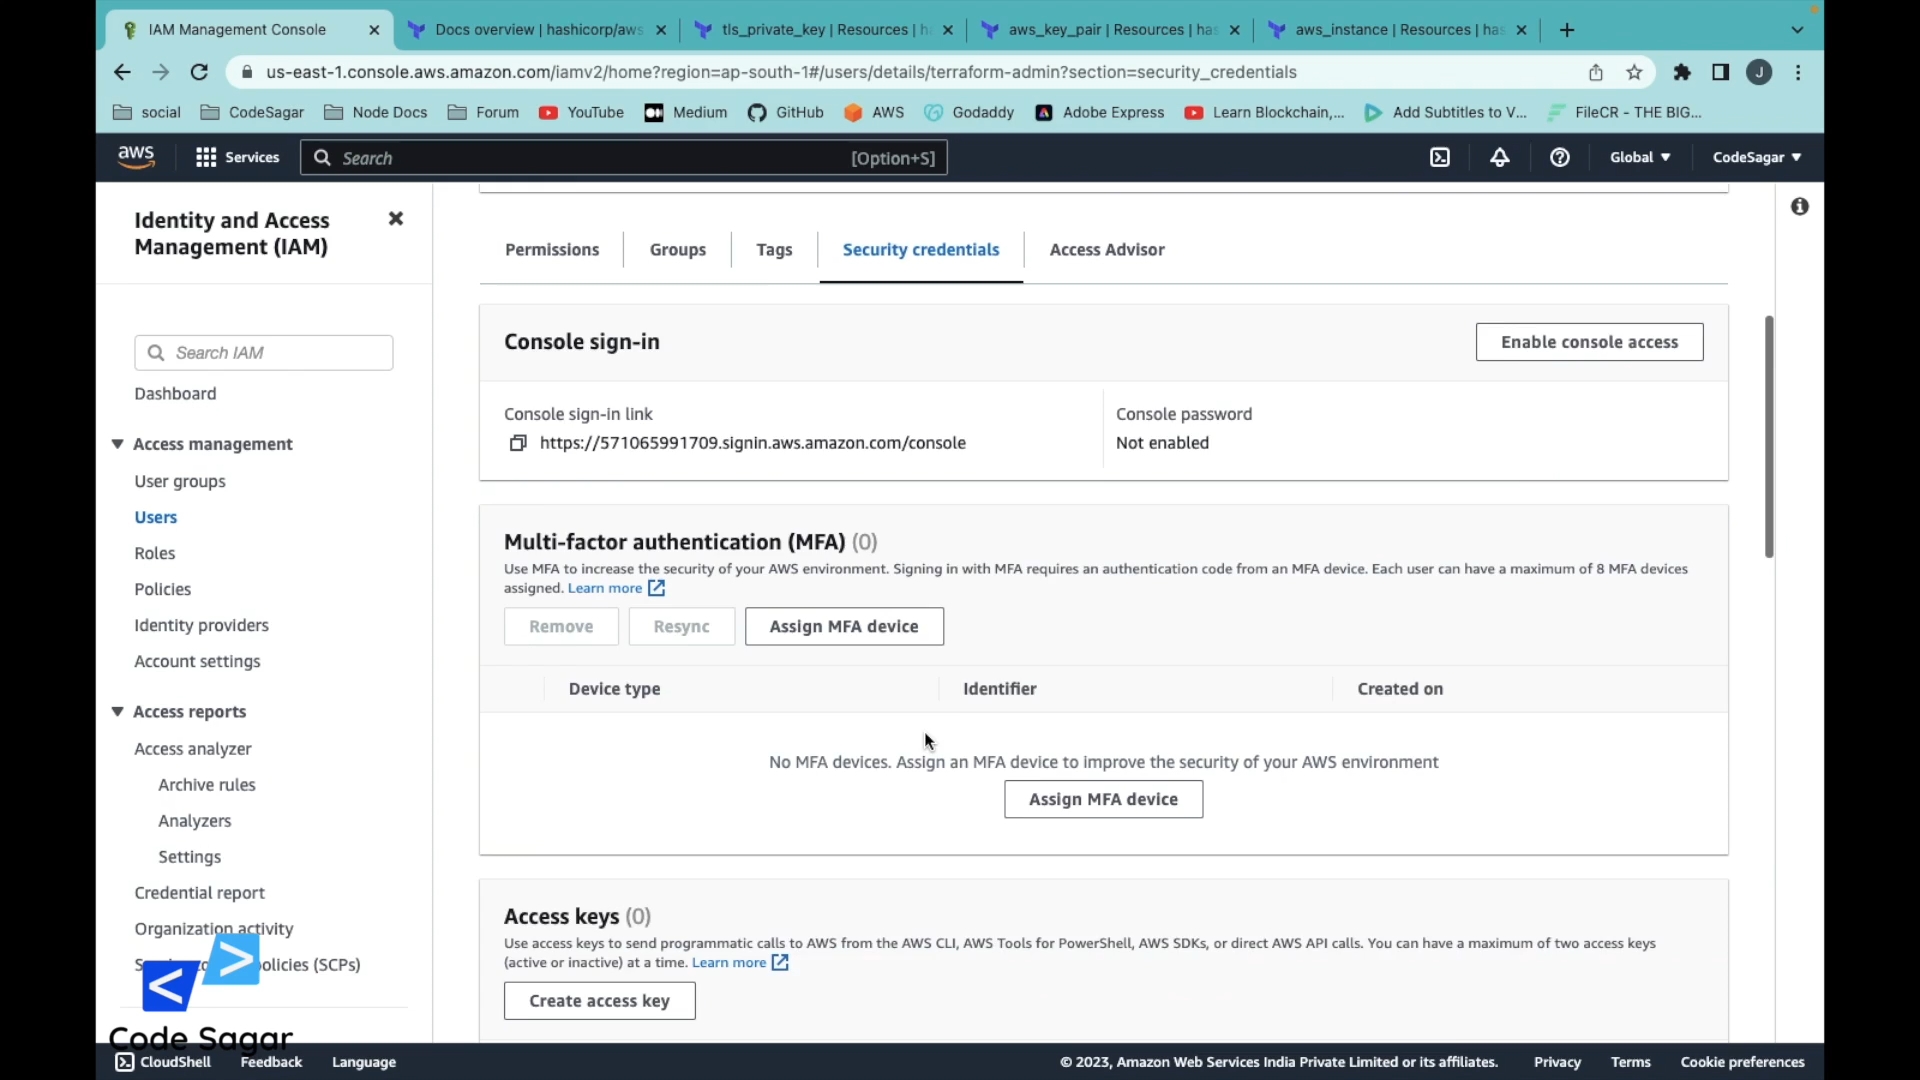 IAM Management Console
Docs overview | hashicorp/aws
tls_private_key | Resources | h
aws_key_pair | Resources | has
aws_instance | Resources | has
us-east-1.console.aws.amazon.com/iamv2/home?region=ap-south-1#/users/details/terraform-admin?section=security_credentials
J
social
CodeSagar
Node Docs
Forum
YouTube
Medium
GitHub
AWS
Godaddy
Adobe Express
Learn Blockchain,...
Add Subtitles to V...
FileCR - THE BIG...
aws
Services
Search
[Option+S]
Global
CodeSagar
Identity and Access
Management (IAM)
Search IAM
Dashboard
Access management
User groups
Users
Roles
Policies
Identity providers
Account settings
Access reports
Access analyzer
Archive rules
Analyzers
Settings
Credential report
Organization activity
olicies (SCPs)
Code Sagar
Permissions
Groups
Tags
Security credentials
Access Advisor
Console sign-in
Enable console access
Console sign-in link
https://571065991709.signin.aws.amazon.com/console
Console password
Not enabled
Multi-factor authentication (MFA) (0)
Use MFA to increase the security of your AWS environment. Signing in with MFA requires an authentication code from an MFA device. Each user can have a maximum of 8 MFA devices
assigned. Learn more
Remove
Resync
Assign MFA device
Device type
Identifier
Created on
No MFA devices. Assign an MFA device to improve the security of your AWS environment
Assign MFA device
Access keys (0)
Use access keys to send programmatic calls to AWS from the AWS CLI, AWS Tools for PowerShell, AWS SDKs, or direct AWS API calls. You can have a maximum of two access keys
(active or inactive) at a time. Learn more
Create access key
CloudShell
Feedback
Language
© 2023, Amazon Web Services India Private Limited or its affiliates.
Privacy
Terms
Cookie preferences